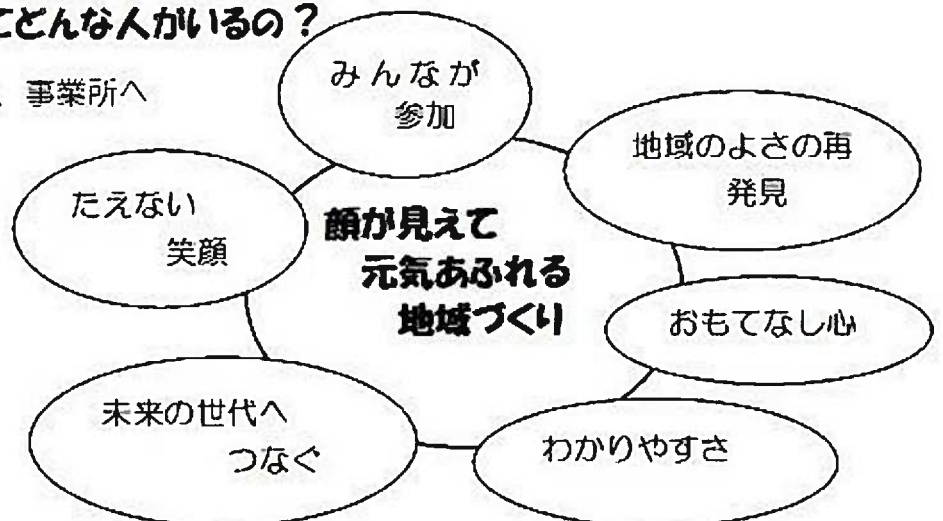 てどんな人がいるの？
、事業所へ
みんなが
参加
地域のよさの再
発見
たえない
笑顔
顔が見えて
元気あふれる
地域づくり
おもてなし心
未来の世代へ
つなぐ
わかりやすさ